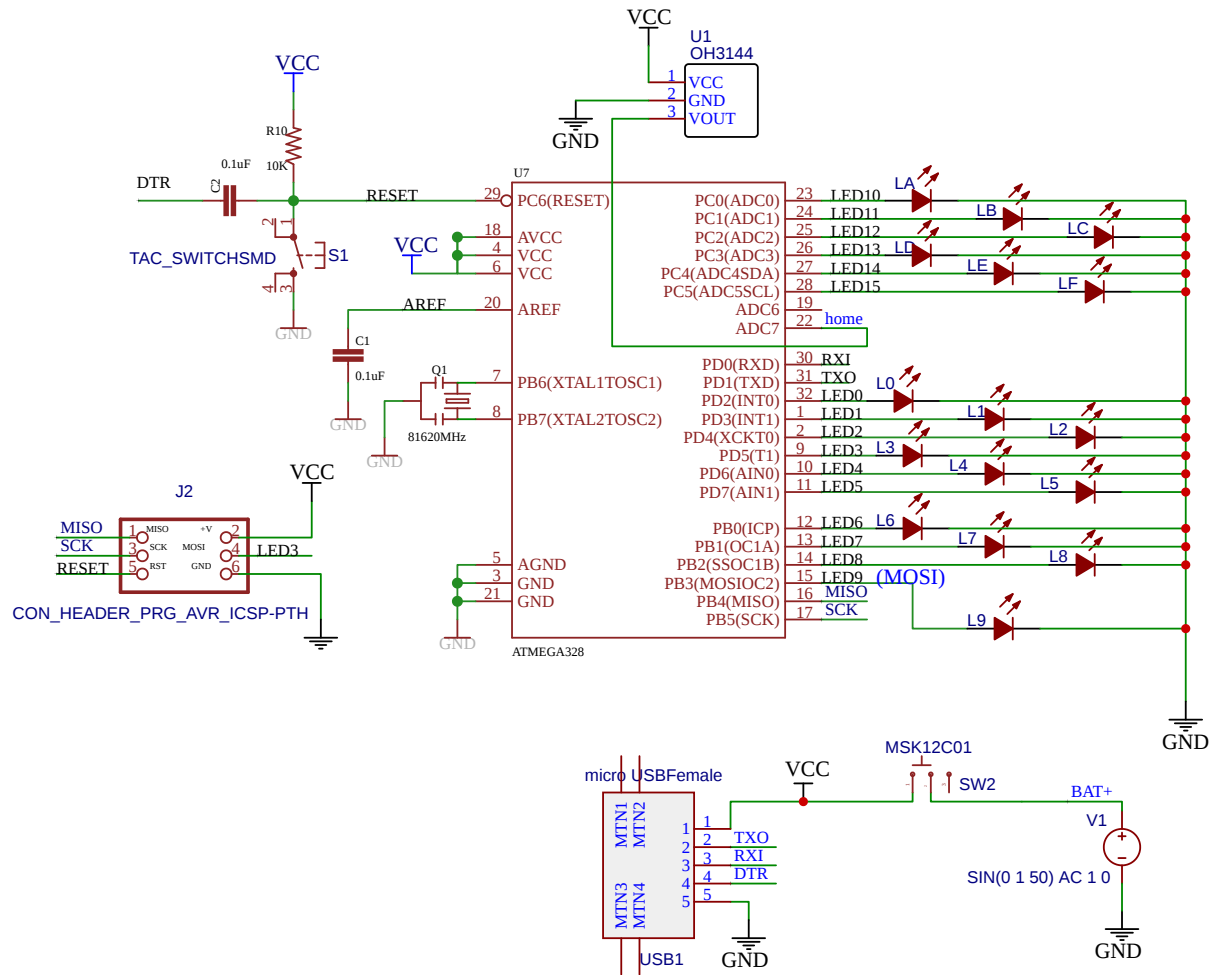 VCC
U1
OH3144
1 VCC
2 GND
3 VOUT
GND
VCC
R10
10K
0.1uF
C2
DTR
RESET
2 1
TAC_SWITCHSMD
S1
4 3
GND
VCC
AREF
C1
0.1uF
GND
Q1
81620MHz
GND
U7
29 PC6(RESET)
18 AVCC
4 VCC
6 VCC
20 AREF
7 PB6(XTAL1TOSC1)
8 PB7(XTAL2TOSC2)
5 AGND
3 GND
21 GND
GND
ATMEGA328
PC0(ADC0) 23 LED10 LA
PC1(ADC1) 24 LED11 LB
PC2(ADC2) 25 LED12 LC
PC3(ADC3) 26 LED13 LD
PC4(ADC4SDA) 27 LED14 LE
PC5(ADC5SCL) 28 LED15 LF
ADC6 19
ADC7 22 home
PD0(RXD) 30 RXI
PD1(TXD) 31 TXO
PD2(INT0) 32 LED0 L0
PD3(INT1) 1 LED1 L1
PD4(XCKT0) 2 LED2 L2
PD5(T1) 9 LED3 L3
PD6(AIN0) 10 LED4 L4
PD7(AIN1) 11 LED5 L5
PB0(ICP) 12 LED6 L6
PB1(OC1A) 13 LED7 L7
PB2(SSOC1B) 14 LED8 L8
PB3(MOSIOC2) 15 LED9 (MOSI)
PB4(MISO) 16 MISO
PB5(SCK) 17 SCK
L9
GND
VCC
J2
MISO 1 MISO +V 2
SCK 3 SCK MOSI 4 LED3
RESET 5 RST GND 6
CON_HEADER_PRG_AVR_ICSP-PTH
micro USBFemale
MTN1
MTN2
MTN3
MTN4
1 1
2 2 TXO
3 3 RXI
4 4 DTR
5 5
USB1
GND
VCC
MSK12C01
SW2
BAT+
V1
SIN(0 1 50) AC 1 0
GND